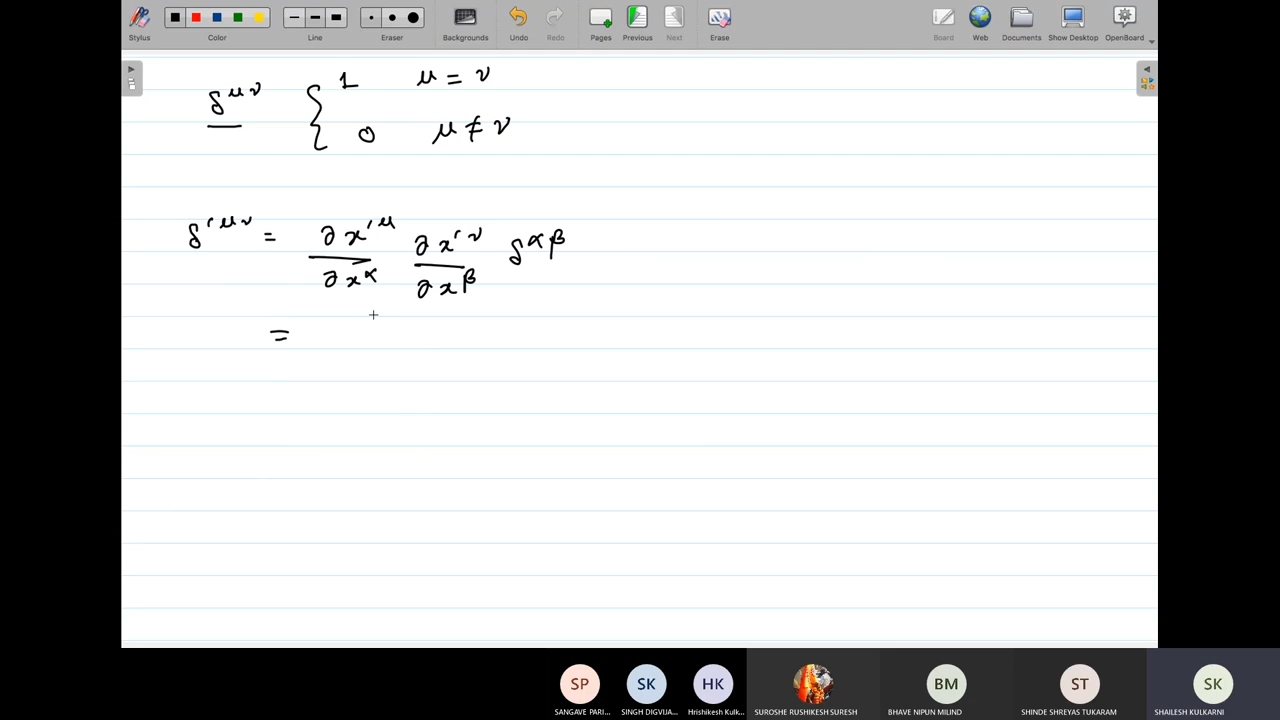 Stylus Color Line Eraser Backgrounds Undo Redo Pages Previous Next Erase Board Web Documents Show Desktop OpenBoard
δ^{μν} { 1 μ = ν
0 μ ≠ ν
δ'^{μν} = ∂x'^μ/∂x^α ∂x'^ν/∂x^β δ^{αβ}
=
SP SK HK BM ST SK
SANGAVE PARI... SINGH DIGVIJA... Hrishikesh Kulk... SUROSHE RUSHIKESH SURESH BHAVE NIPUN MILIND SHINDE SHREYAS TUKARAM SHAILESH KULKARNI